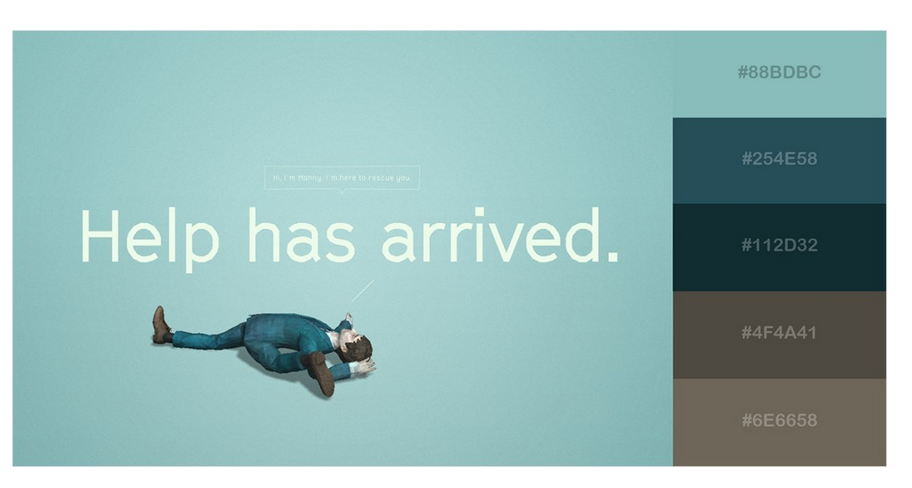 Hi, I'm Manny. I'm here to rescue you.
Help has arrived.
#88BDBC
#254E58
#112D32
#4F4A41
#6E6658